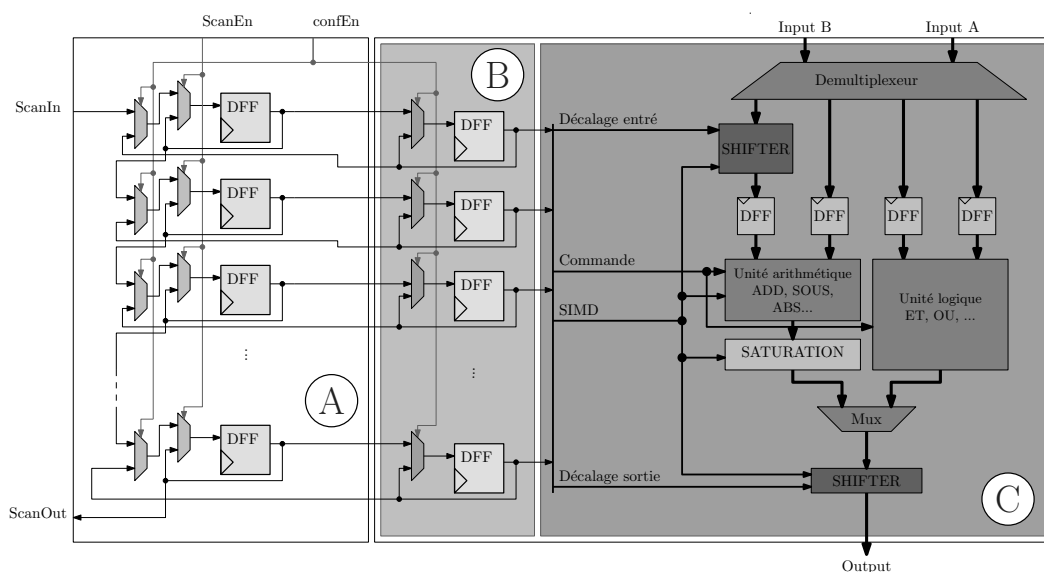 ScanEn
confEn
Input B
Input A
ScanIn
DFF
DFF
DFF
...
DFF
ScanOut
A
B
DFF
DFF
DFF
...
DFF
Décalage entré
Commande
SIMD
Décalage sortie
Demultiplexeur
SHIFTER
DFF
DFF
DFF
DFF
Unité arithmétique
ADD, SOUS,
ABS...
Unité logique
ET, OU, ...
SATURATION
Mux
SHIFTER
C
Output